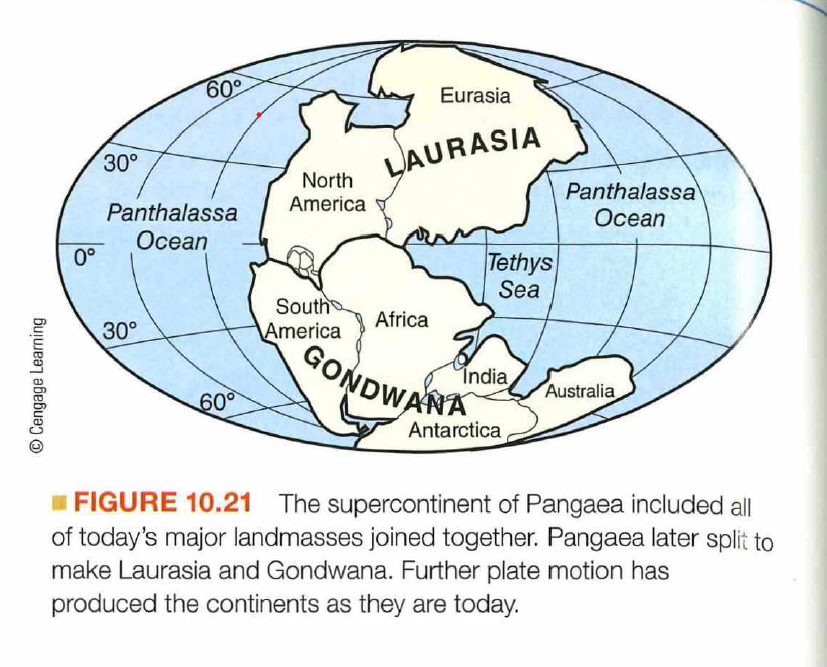 60°
Eurasia
LAURASIA
30°
North
America
Panthalassa
Ocean
Panthalassa
Ocean
0°
Tethys
Sea
South
America
Africa
30°
GONDWANA
India
Australia
60°
Antarctica
© Cengage Learning
FIGURE 10.21 The supercontinent of Pangaea included all
of today's major landmasses joined together. Pangaea later split to
make Laurasia and Gondwana. Further plate motion has
produced the continents as they are today.